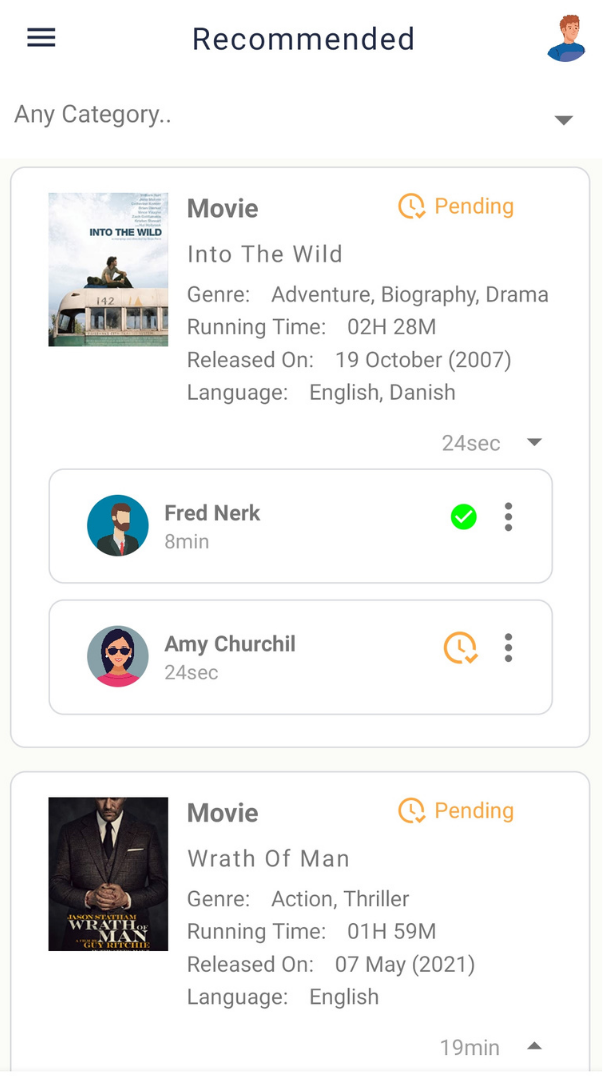 Recommended
Any Category..
INTO THE WILD
142
Movie
Pending
Into The Wild
Genre: Adventure, Biography, Drama
Running Time: 02H 28M
Released On: 19 October (2007)
Language: English, Danish
24sec
Fred Nerk
8min
Amy Churchil
24sec
JASON STATHAM
WRATH OF
MAN
GUY RITCHIE
Movie
Pending
Wrath Of Man
Genre: Action, Thriller
Running Time: 01H 59M
Released On: 07 May (2021)
Language: English
19min